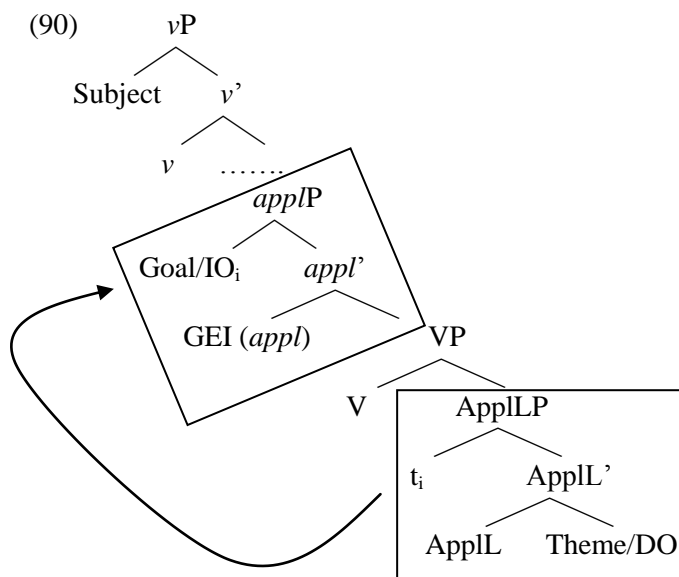 (90) vP
Subject v’
v …….
applP
Goal/IOi appl’
GEI (appl) VP
V ApplLP
ti ApplL’
ApplL Theme/DO